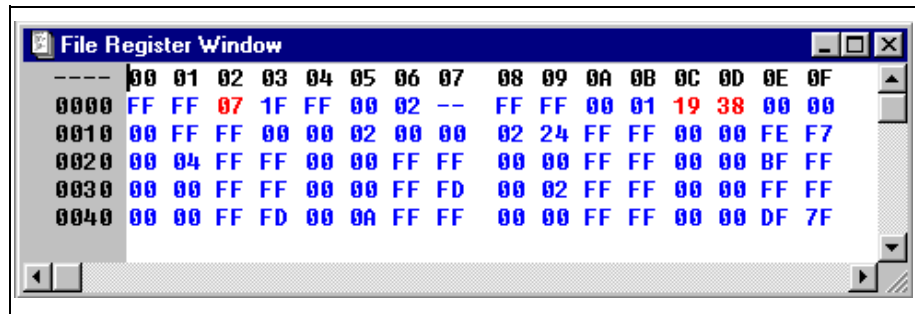 File Register Window
---- 00 01 02 03 04 05 06 07 08 09 0A 0B 0C 0D 0E 0F
0000 FF FF 07 1F FF 00 02 -- FF FF 00 01 19 38 00 00
0010 00 FF FF 00 00 02 00 00 02 24 FF FF 00 00 FE F7
0020 00 04 FF FF 00 00 FF FF 00 00 FF FF 00 00 BF FF
0030 00 00 FF FF 00 00 FF FD 00 02 FF FF 00 00 FF FF
0040 00 00 FF FD 00 0A FF FF 00 00 FF FF 00 00 DF 7F